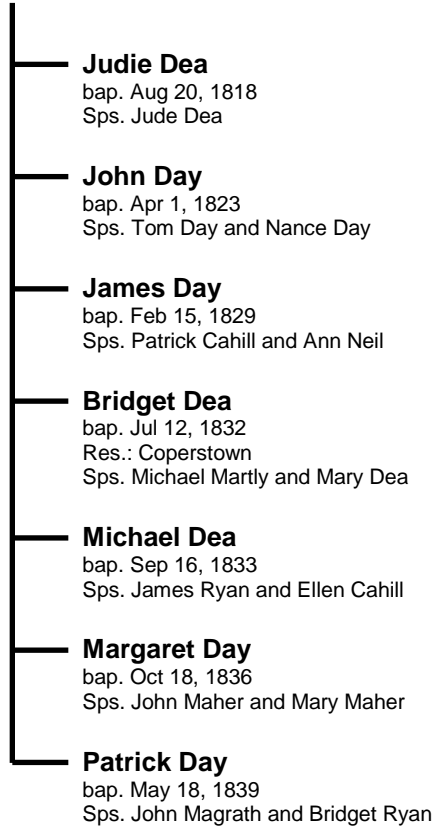 Judie Dea
bap. Aug 20, 1818
Sps. Jude Dea
John Day
bap. Apr 1, 1823
Sps. Tom Day and Nance Day
James Day
bap. Feb 15, 1829
Sps. Patrick Cahill and Ann Neil
Bridget Dea
bap. Jul 12, 1832
Res.: Coperstown
Sps. Michael Martly and Mary Dea
Michael Dea
bap. Sep 16, 1833
Sps. James Ryan and Ellen Cahill
Margaret Day
bap. Oct 18, 1836
Sps. John Maher and Mary Maher
Patrick Day
bap. May 18, 1839
Sps. John Magrath and Bridget Ryan